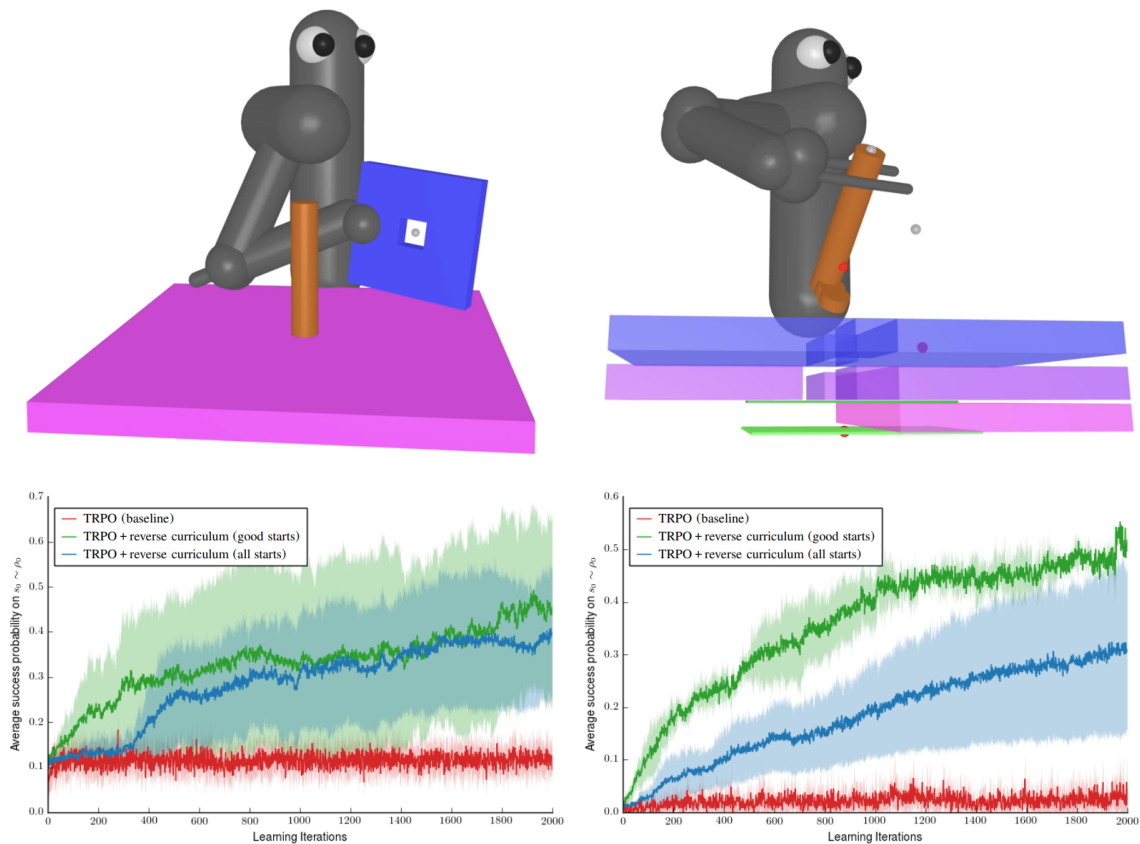 0.7
0.6
0.5
0.4
0.3
0.2
0.1
0.0
Average success probability on s₀ ∼ ρ₀
TRPO (baseline)
TRPO + reverse curriculum (good starts)
TRPO + reverse curriculum (all starts)
0 200 400 600 800 1000 1200 1400 1600 1800 2000
Learning Iterations
0.6
0.5
0.4
0.3
0.2
0.1
0.0
Average success probability on s₀ ∼ ρ₀
TRPO (baseline)
TRPO + reverse curriculum (good starts)
TRPO + reverse curriculum (all starts)
0 200 400 600 800 1000 1200 1400 1600 1800 2000
Learning Iterations